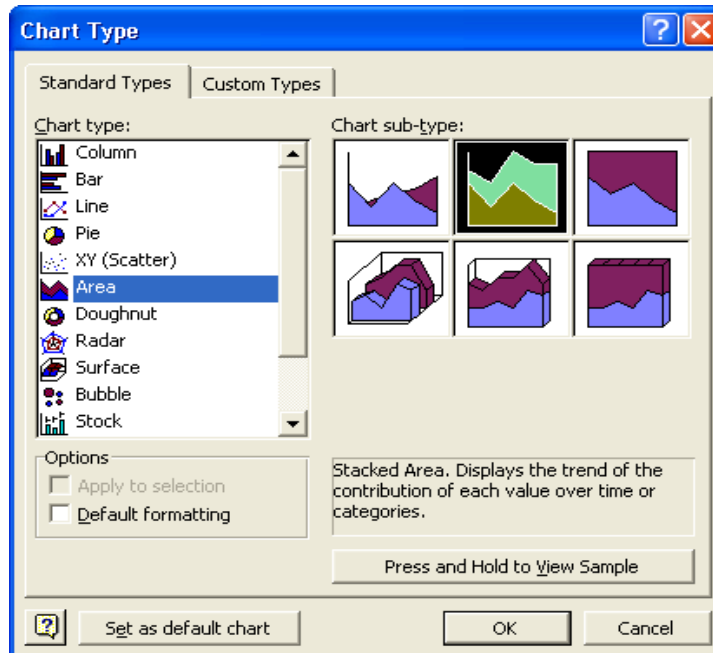 Chart Type
Standard Types
Custom Types
Chart type:
Column
Bar
Line
Pie
XY (Scatter)
Area
Doughnut
Radar
Surface
Bubble
Stock
Chart sub-type:
Options
Apply to selection
Default formatting
Stacked Area. Displays the trend of the
contribution of each value over time or
categories.
Press and Hold to View Sample
Set as default chart
OK
Cancel